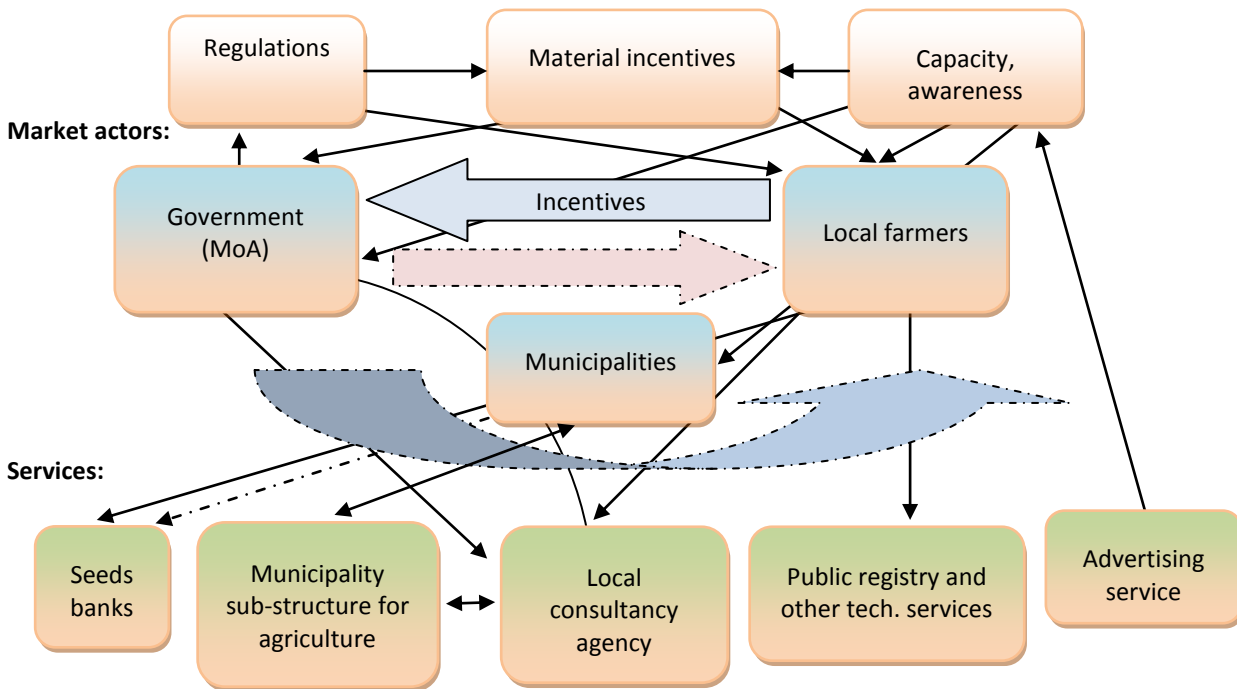 Regulations
Material incentives
Capacity,
awareness
Market actors:
Government
(MoA)
Incentives
Local farmers
Municipalities
Services:
Seeds
banks
Municipality
sub-structure for
agriculture
Local
consultancy
agency
Public registry and
other tech. services
Advertising
service